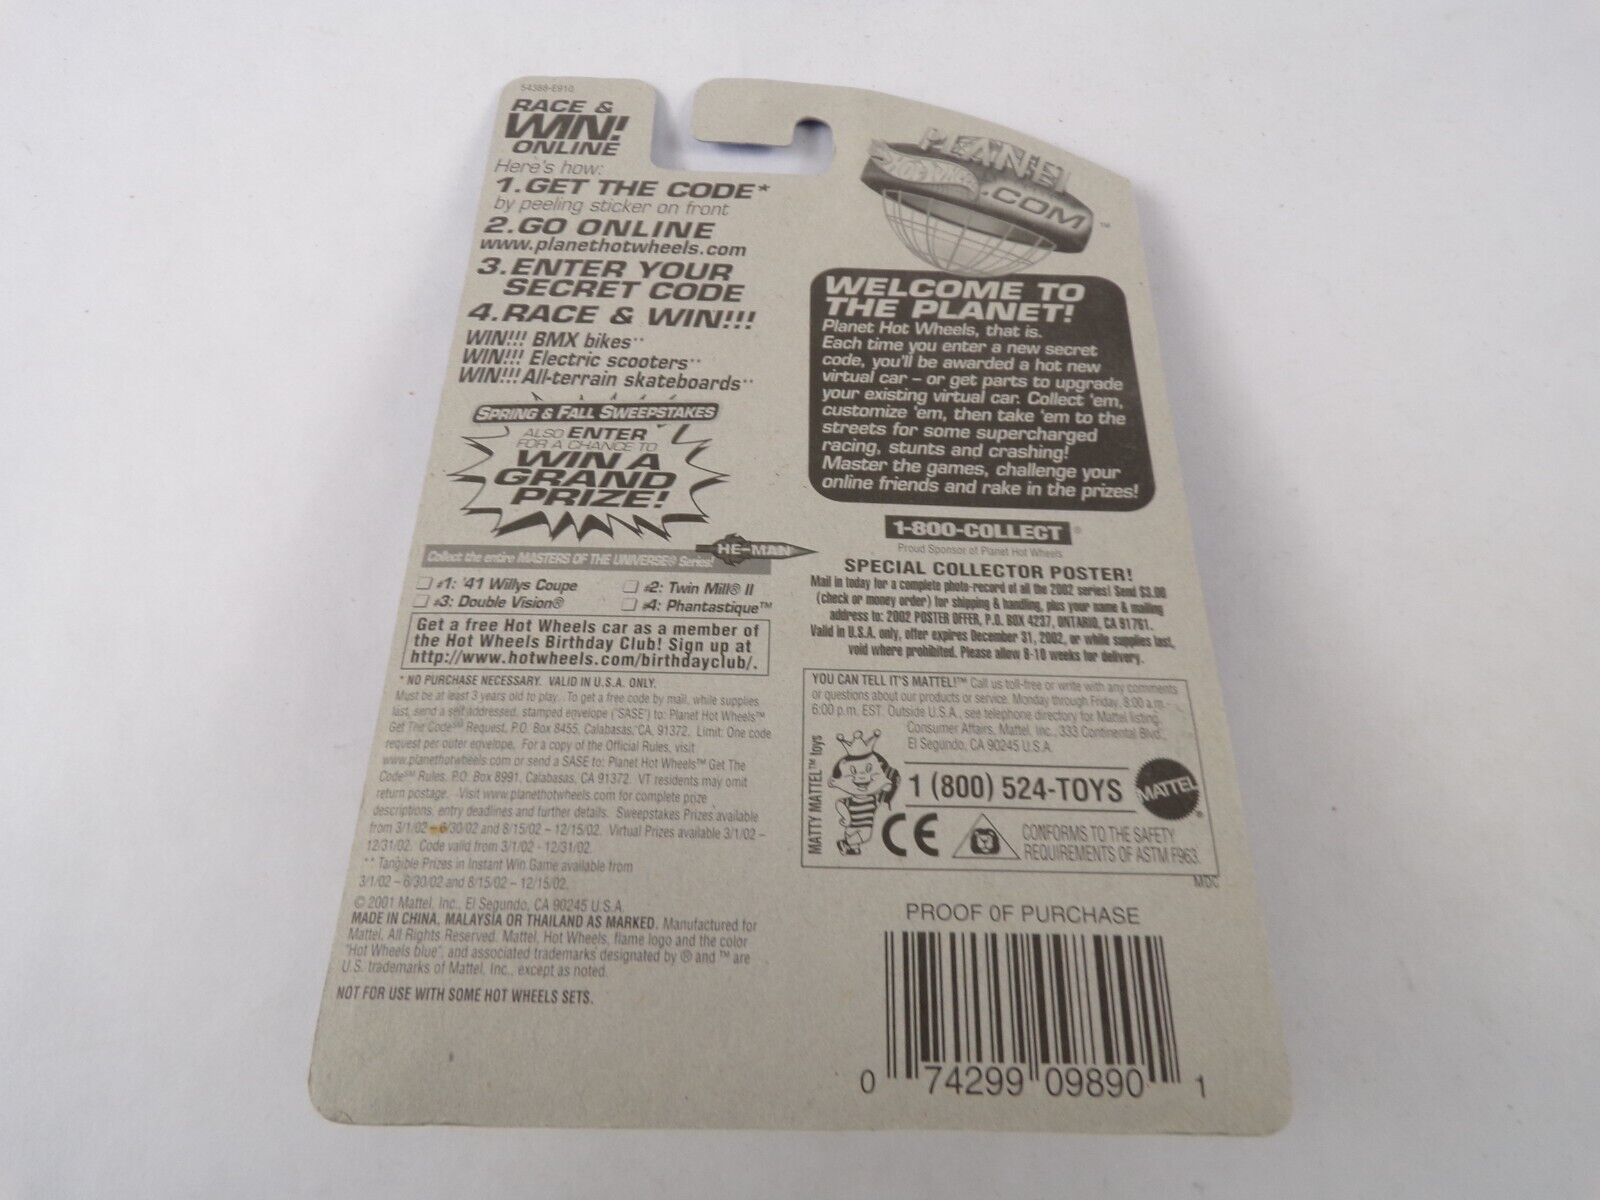 54388-E910
RACE &
WIN!
ONLINE
Here's how:
1. GET THE CODE*
by peeling sticker on front
2. GO ONLINE
www.planethotwheels.com
3. ENTER YOUR
SECRET CODE
4. RACE & WIN!!!
WIN!!! BMX bikes**
WIN!!! Electric scooters**
WIN!!! All-terrain skateboards**
SPRING & FALL SWEEPSTAKES
ALSO ENTER
FOR A CHANCE TO
WIN A
GRAND
PRIZE!
Collect the entire MASTERS OF THE UNIVERSE® Series!
HE-MAN
#1: '41 Willys Coupe
#2: Twin Mill® II
#3: Double Vision®
#4: Phantastique™
Get a free Hot Wheels car as a member of
the Hot Wheels Birthday Club! Sign up at
http://www.hotwheels.com/birthdayclub/.
* NO PURCHASE NECESSARY. VALID IN U.S.A. ONLY.
Must be at least 3 years old to play. To get a free code by mail, while supplies
last, send a self addressed, stamped envelope ("SASE") to: Planet Hot Wheels™
Get The Code℠ Request, P.O. Box 8455, Calabasas, CA, 91372. Limit: One code
request per outer envelope. For a copy of the Official Rules, visit
www.planethotwheels.com or send a SASE to: Planet Hot Wheels™ Get The
Code℠ Rules, P.O. Box 8991, Calabasas, CA 91372. VT residents may omit
return postage. Visit www.planethotwheels.com for complete prize
descriptions, entry deadlines and further details. Sweepstakes Prizes available
from 3/1/02 – 6/30/02 and 8/15/02 – 12/15/02. Virtual Prizes available 3/1/02 –
12/31/02. Code valid from 3/1/02 - 12/31/02.
** Tangible Prizes in Instant Win Game available from
3/1/02 – 6/30/02 and 8/15/02 – 12/15/02.
© 2001 Mattel, Inc., El Segundo, CA 90245 U.S.A.
MADE IN CHINA, MALAYSIA OR THAILAND AS MARKED. Manufactured for
Mattel. All Rights Reserved. Mattel, Hot Wheels, flame logo and the color
"Hot Wheels blue", and associated trademarks designated by ® and ™ are
U.S. trademarks of Mattel, Inc., except as noted.
NOT FOR USE WITH SOME HOT WHEELS SETS.
PLANET
HOT WHEELS
.COM
™
WELCOME TO
THE PLANET!
Planet Hot Wheels, that is.
Each time you enter a new secret
code, you'll be awarded a hot new
virtual car – or get parts to upgrade
your existing virtual car. Collect 'em,
customize 'em, then take 'em to the
streets for some supercharged
racing, stunts and crashing!
Master the games, challenge your
online friends and rake in the prizes!
1-800-COLLECT®
Proud Sponsor of Planet Hot Wheels
SPECIAL COLLECTOR POSTER!
Mail in today for a complete photo-record of all the 2002 series! Send $3.00
(check or money order) for shipping & handling, plus your name & mailing
address to: 2002 POSTER OFFER, P.O. BOX 4237, ONTARIO, CA 91761.
Valid in U.S.A. only, offer expires December 31, 2002, or while supplies last,
void where prohibited. Please allow 8-10 weeks for delivery.
YOU CAN TELL IT'S MATTEL!™ Call us toll-free or write with any comments
or questions about our products or service. Monday through Friday, 8:00 a.m.-
6:00 p.m. EST. Outside U.S.A., see telephone directory for Mattel listing.
Consumer Affairs, Mattel, Inc., 333 Continental Blvd.,
El Segundo, CA 90245 U.S.A.
MATTY MATTEL™ toys
1 (800) 524-TOYS
MATTEL®
CE
CONFORMS TO THE SAFETY
REQUIREMENTS OF ASTM F963.
MDC
PROOF OF PURCHASE
0 74299 09890 1